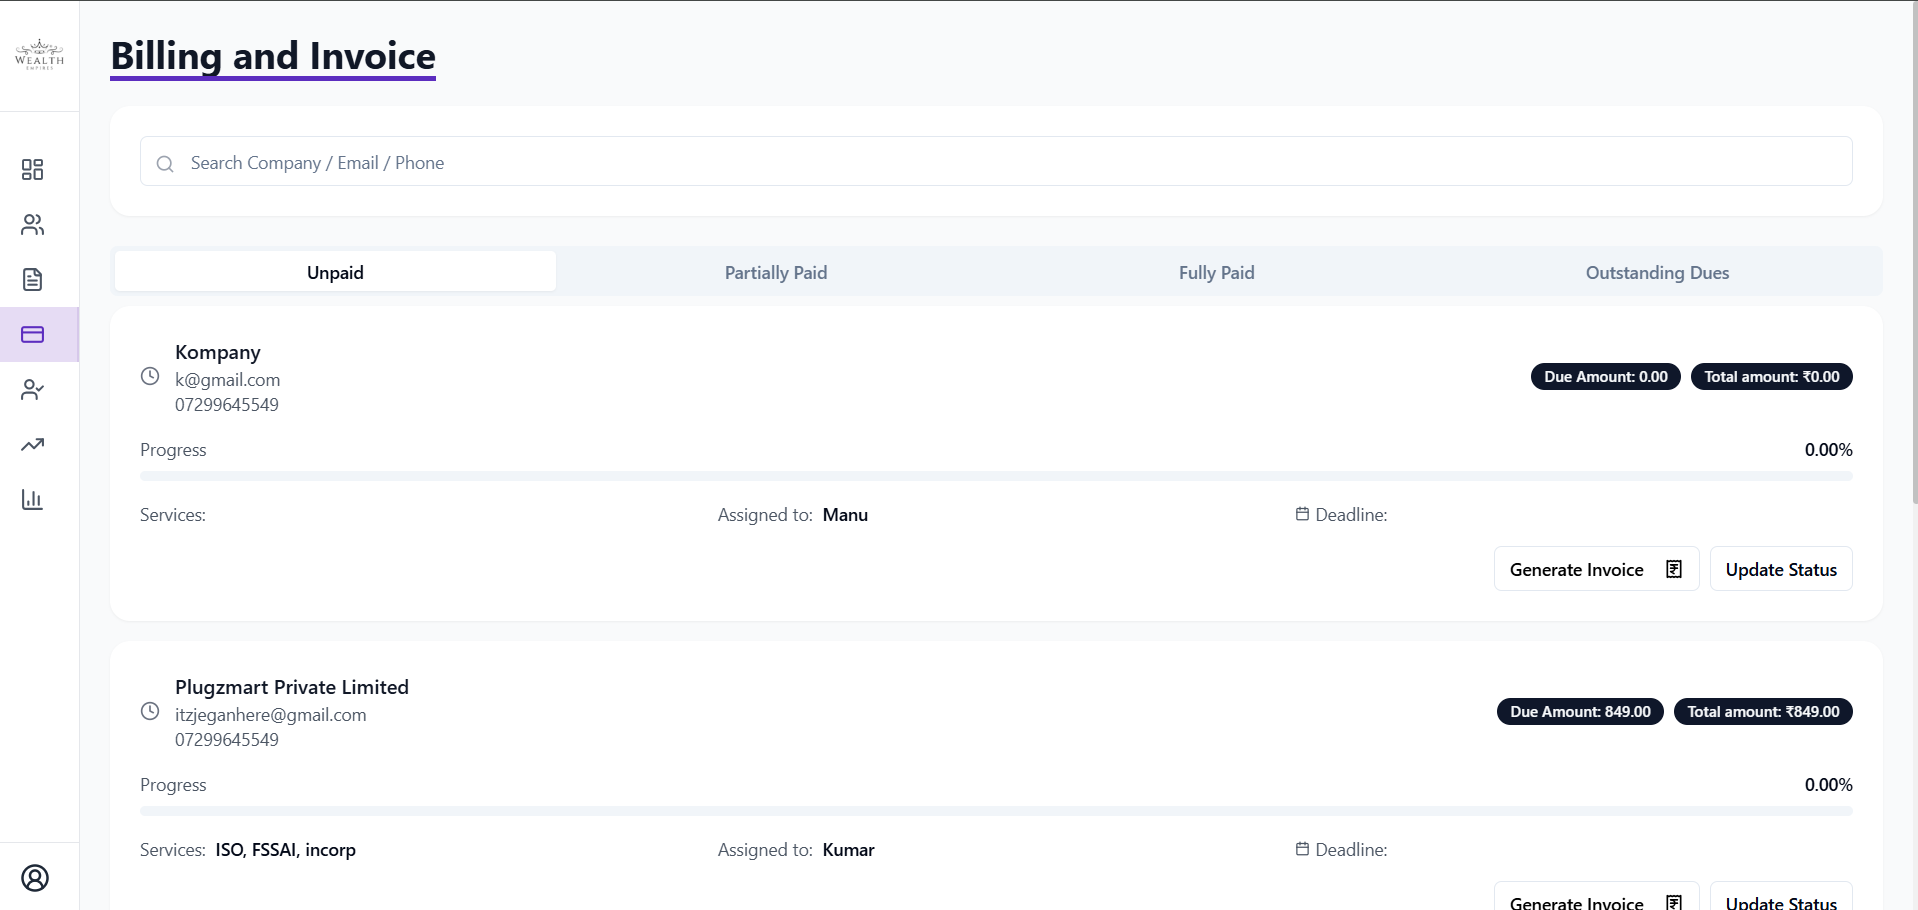 WEALTH
EMPIRES
Billing and Invoice
Search Company / Email / Phone
Unpaid
Partially Paid
Fully Paid
Outstanding Dues
Kompany
k@gmail.com
07299645549
Due Amount: 0.00
Total amount: ₹0.00
Progress
0.00%
Services:
Assigned to: Manu
Deadline:
Generate Invoice
Update Status
Plugzmart Private Limited
itzjeganhere@gmail.com
07299645549
Due Amount: 849.00
Total amount: ₹849.00
Progress
0.00%
Services: ISO, FSSAI, incorp
Assigned to: Kumar
Deadline:
Generate Invoice
Update Status